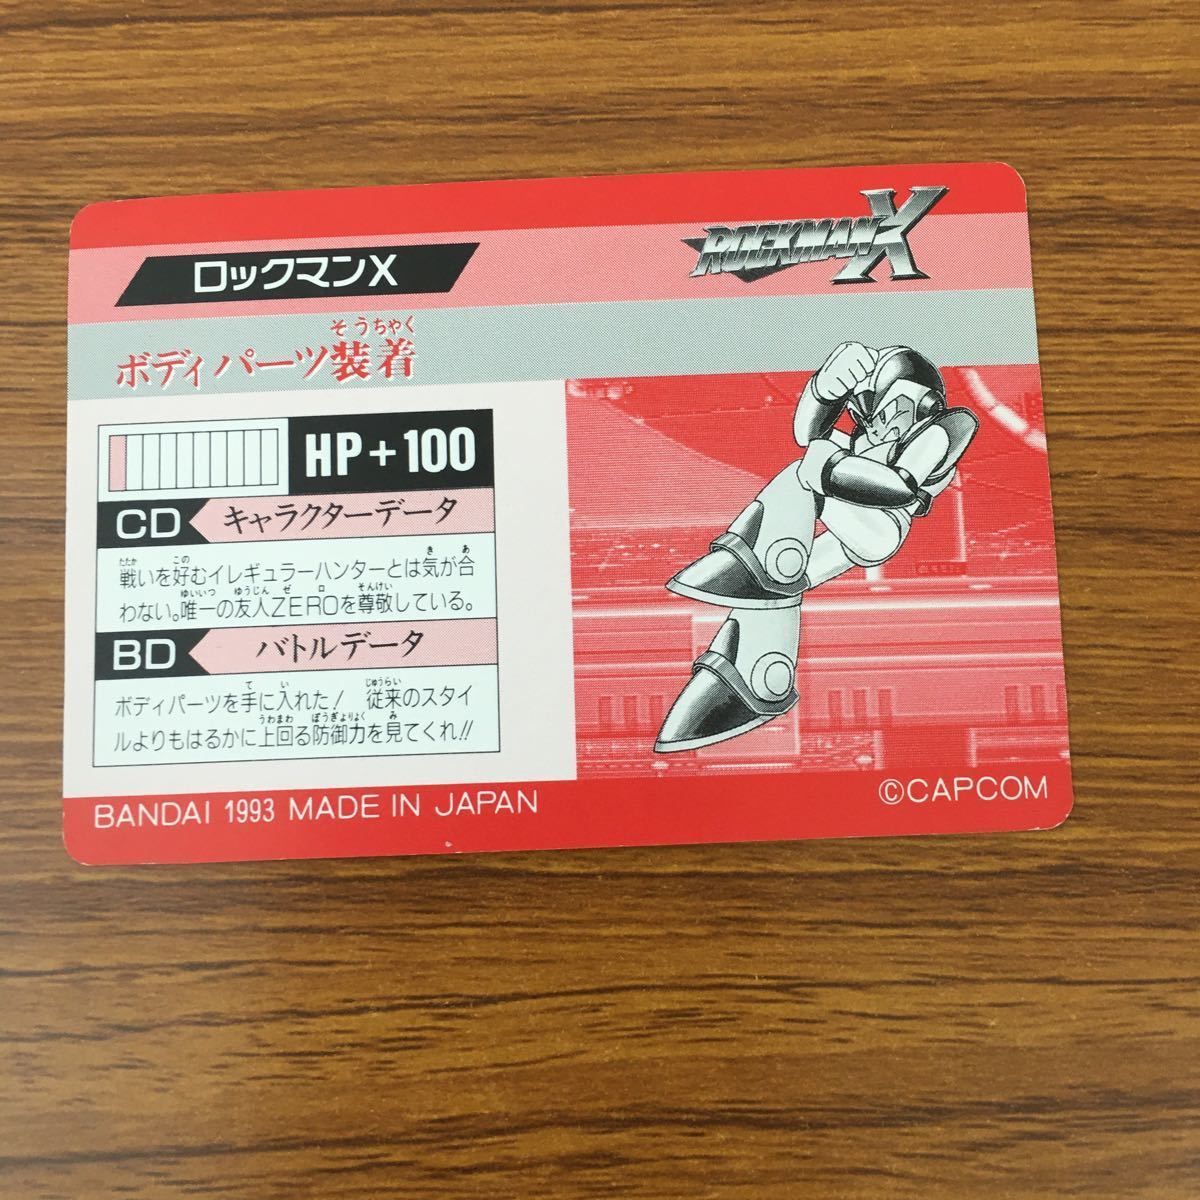 ロックマンX
ROCKMAN X
そうちゃく
ボディパーツ装着
HP+100
CD キャラクターデータ
たたか この き あ
戦いを好むイレギュラーハンターとは気が合
ゆいいつ ゆうじん ゼロ そんけい
わない。唯一の友人ZEROを尊敬している。
BD バトルデータ
て い じゅうらい
ボディパーツを手に入れた! 従来のスタイ
うわまわ ぼうぎょりょく み
ルよりもはるかに上回る防御力を見てくれ!!
BANDAI 1993 MADE IN JAPAN
©CAPCOM